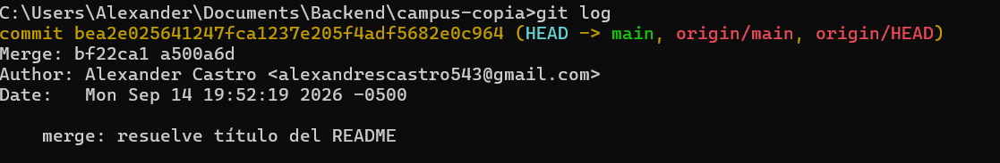 C:\Users\Alexander\Documents\Backend\campus-copia>git log
commit bea2e025641247fca1237e205f4adf5682e0c964 (HEAD -> main, origin/main, origin/HEAD)
Merge: bf22ca1 a500a6d
Author: Alexander Castro <alexandrescastro543@gmail.com>
Date:   Mon Sep 14 19:52:19 2026 -0500

    merge: resuelve título del README